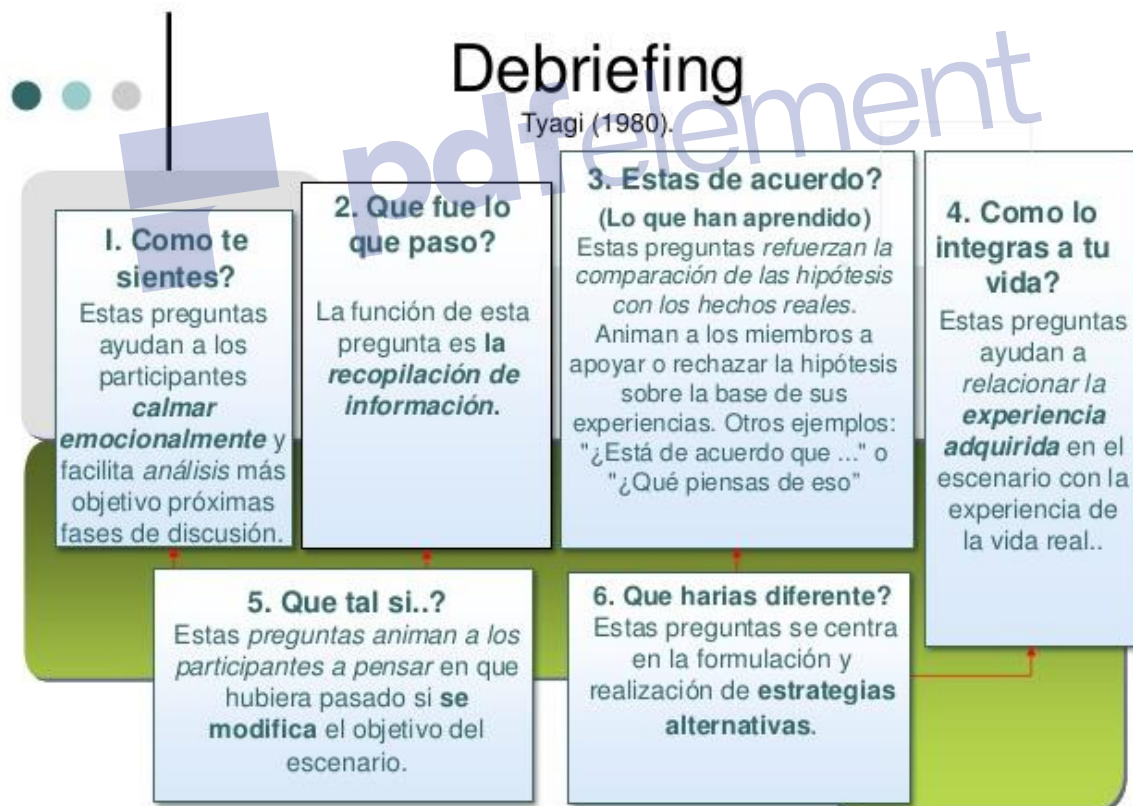 Debriefing
Tyagi (1980).
pdfelement
I. Como te
sientes?
Estas preguntas
ayudan a los
participantes
calmar
emocionalmente y
facilita análisis más
objetivo próximas
fases de discusión.
2. Que fue lo
que paso?
La función de esta
pregunta es la
recopilación de
información.
3. Estas de acuerdo?
(Lo que han aprendido)
Estas preguntas refuerzan la
comparación de las hipótesis
con los hechos reales.
Animan a los miembros a
apoyar o rechazar la hipótesis
sobre la base de sus
experiencias. Otros ejemplos:
"¿Está de acuerdo que ..." o
"¿Qué piensas de eso"
4. Como lo
integras a tu
vida?
Estas preguntas
ayudan a
relacionar la
experiencia
adquirida en el
escenario con la
experiencia de
la vida real..
5. Que tal si..?
Estas preguntas animan a los
participantes a pensar en que
hubiera pasado si se
modifica el objetivo del
escenario.
6. Que harias diferente?
Estas preguntas se centra
en la formulación y
realización de estrategias
alternativas.